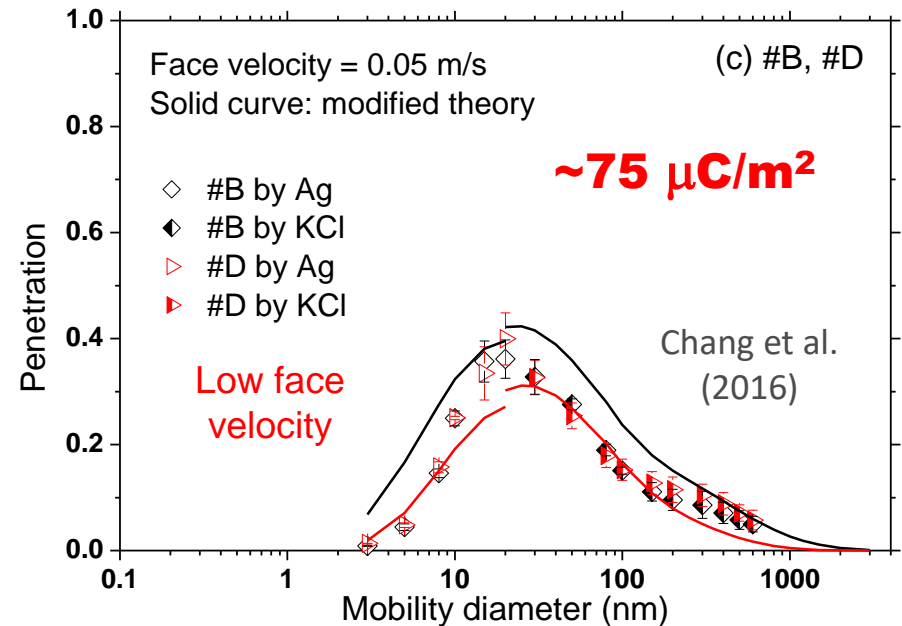 1.0
0.8
0.6
0.4
0.2
0.0
Penetration
Face velocity = 0.05 m/s
Solid curve: modified theory
(c) #B, #D
~75 μC/m²
#B by Ag
#B by KCl
#D by Ag
#D by KCl
Low face
velocity
Chang et al.
(2016)
0.1
1
10
100
1000
Mobility diameter (nm)